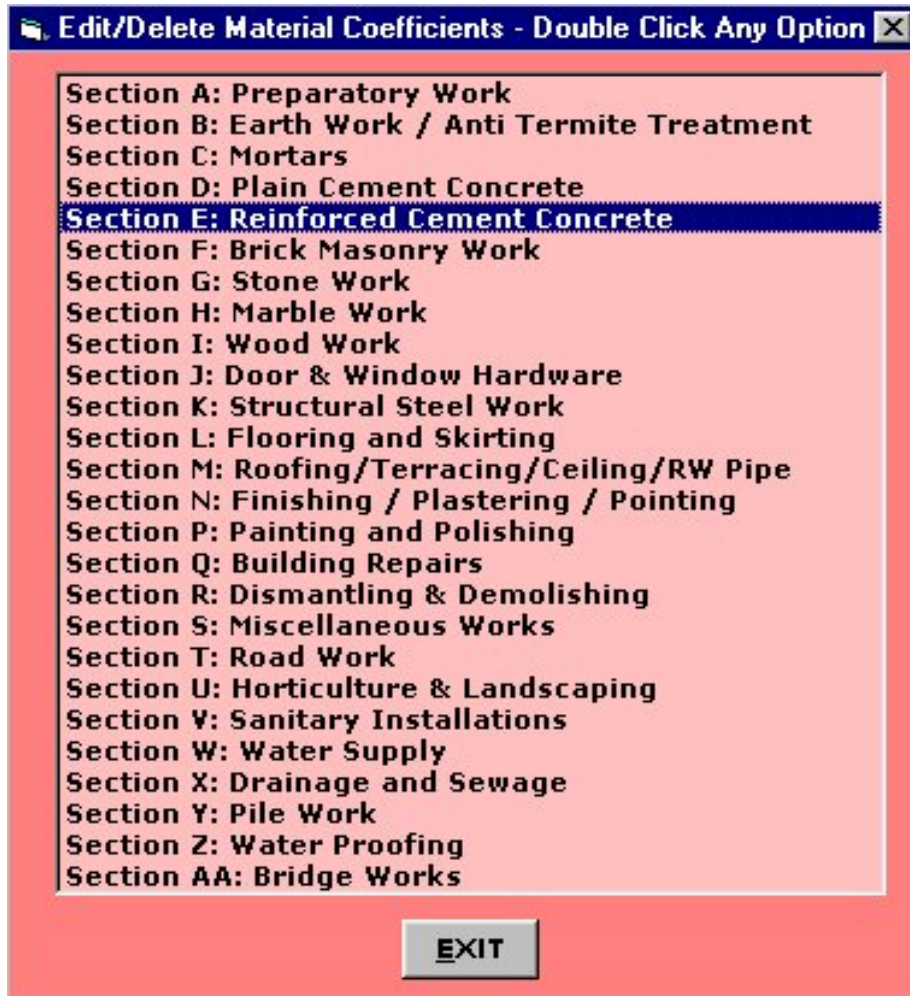 Edit/Delete Material Coefficients - Double Click Any Option
Section A: Preparatory Work
Section B: Earth Work / Anti Termite Treatment
Section C: Mortars
Section D: Plain Cement Concrete
Section E: Reinforced Cement Concrete
Section F: Brick Masonry Work
Section G: Stone Work
Section H: Marble Work
Section I: Wood Work
Section J: Door & Window Hardware
Section K: Structural Steel Work
Section L: Flooring and Skirting
Section M: Roofing/Terracing/Ceiling/RW Pipe
Section N: Finishing / Plastering / Pointing
Section P: Painting and Polishing
Section Q: Building Repairs
Section R: Dismantling & Demolishing
Section S: Miscellaneous Works
Section T: Road Work
Section U: Horticulture & Landscaping
Section V: Sanitary Installations
Section W: Water Supply
Section X: Drainage and Sewage
Section Y: Pile Work
Section Z: Water Proofing
Section AA: Bridge Works
EXIT